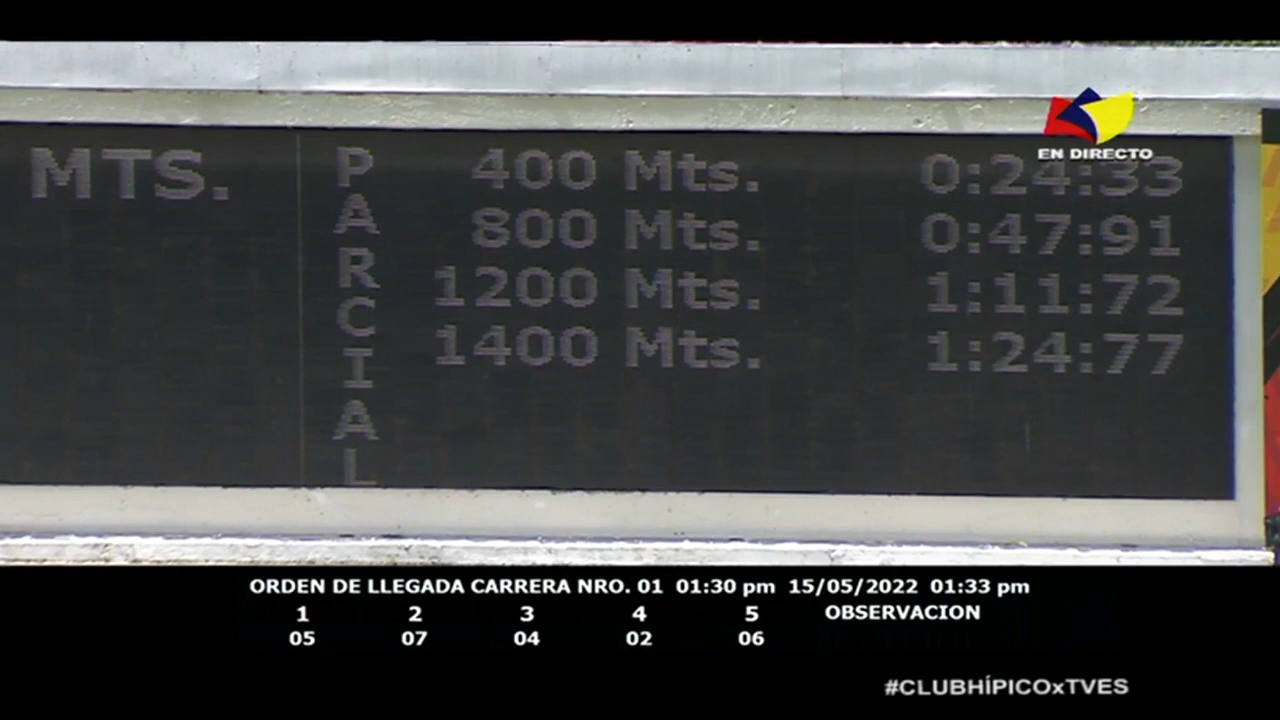 EN DIRECTO
MTS.
PARCIAL
400 Mts. 0:24:33
800 Mts. 0:47:91
1200 Mts. 1:11:72
1400 Mts. 1:24:77
ORDEN DE LLEGADA CARRERA NRO. 01 01:30 pm 15/05/2022 01:33 pm
1 2 3 4 5 OBSERVACION
05 07 04 02 06
#CLUBHÍPICOxTVES